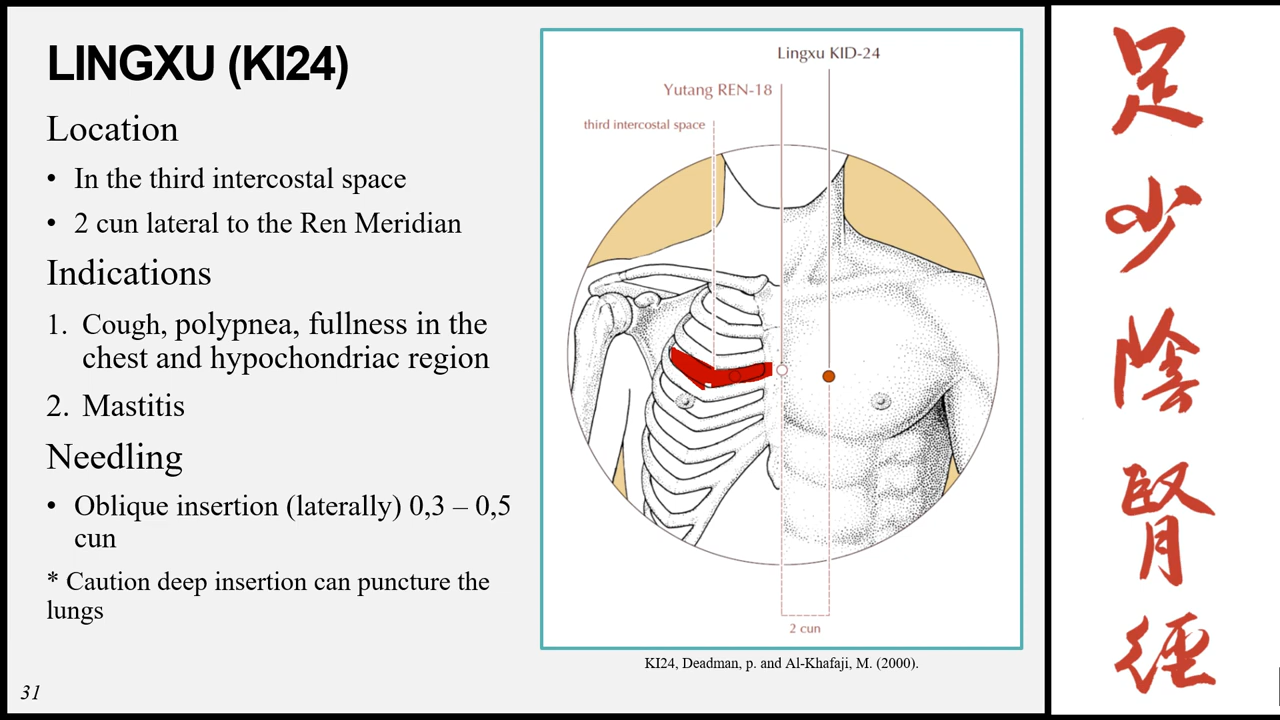 LINGXU (KI24)
Location
• In the third intercostal space
• 2 cun lateral to the Ren Meridian
Indications
1. Cough, polypnea, fullness in the
chest and hypochondriac region
2. Mastitis
Needling
• Oblique insertion (laterally) 0,3 – 0,5
cun
* Caution deep insertion can puncture the
lungs
31
Lingxu KID-24
Yutang REN-18
third intercostal space
2 cun
KI24, Deadman, p. and Al-Khafaji, M. (2000).
足
少
陰
腎
經